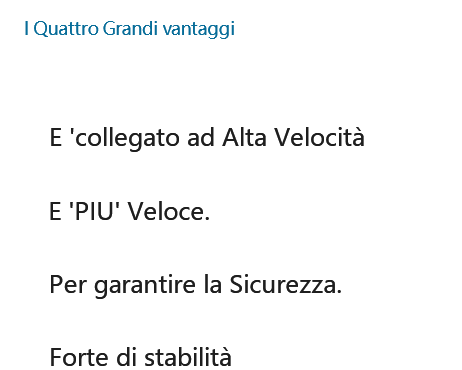 I Quattro Grandi vantaggi
E 'collegato ad Alta Velocità
E 'PIU' Veloce.
Per garantire la Sicurezza.
Forte di stabilità